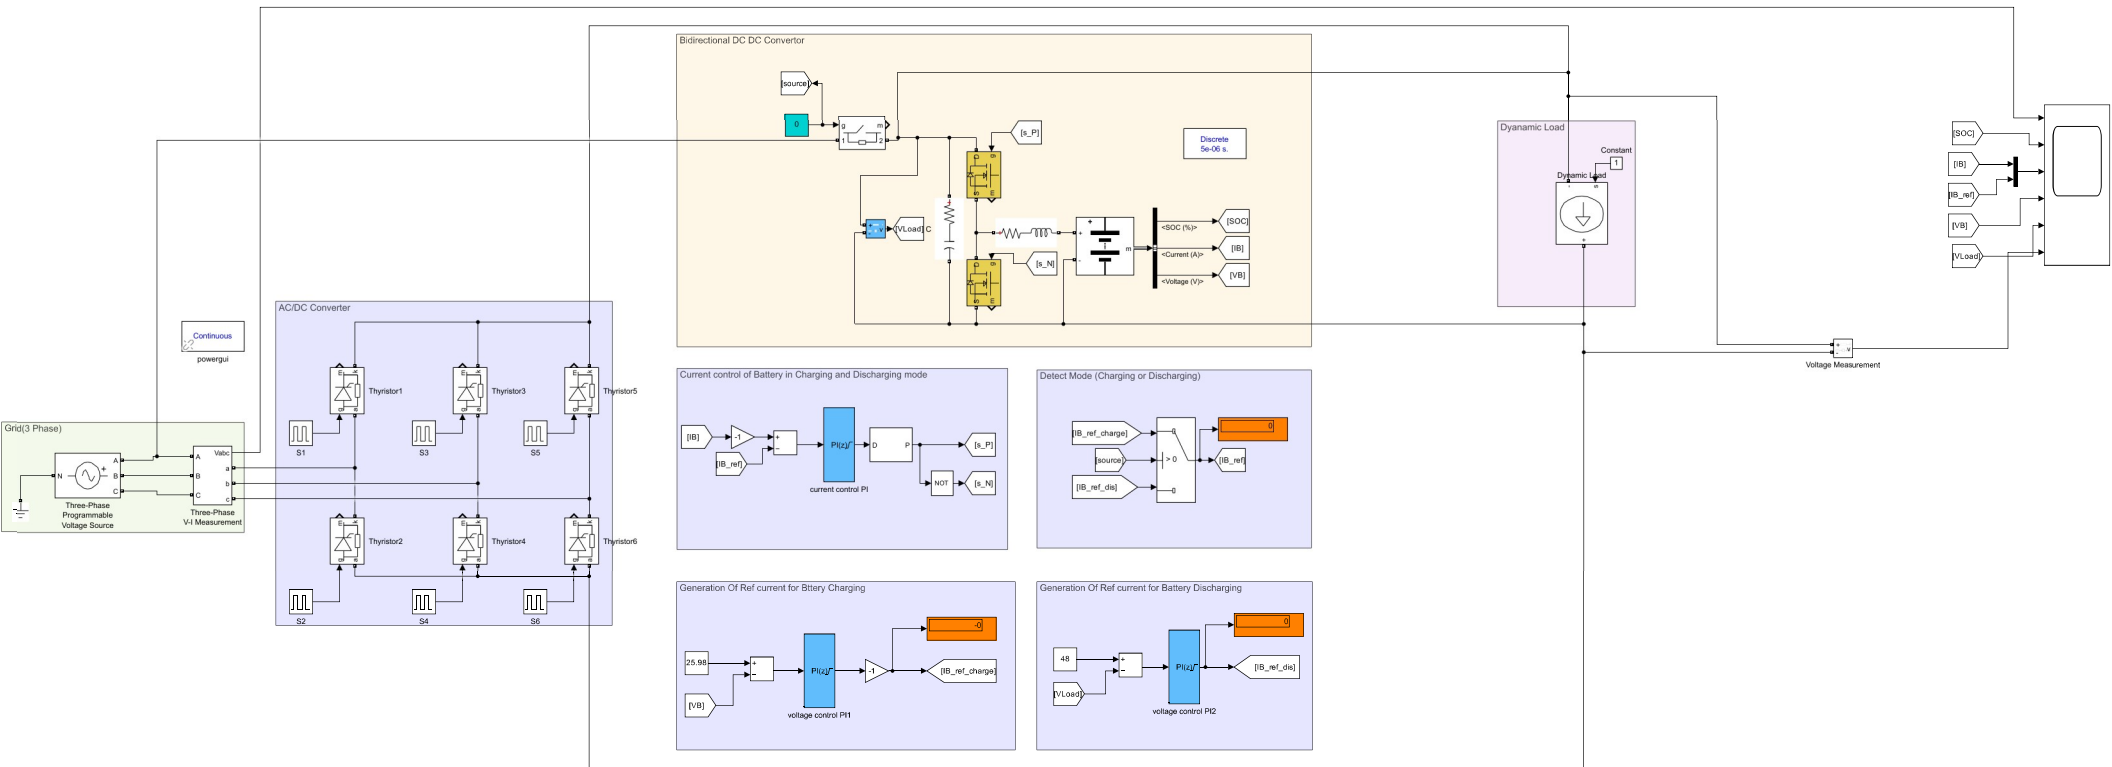 Bidirectional DC DC Convertor
[source]
0
g
m
1
2
[s_P]
Discrete
5e-06 s.
D
g
S
m
[VLoad]
C
[s_N]
D
g
S
m
+
-
m
<SOC (%)>
[SOC]
<Current (A)>
[IB]
<Voltage (V)>
[VB]
Dyanamic Load
Constant
1
Dynamic Load
s
-
+
[SOC]
[IB]
[IB_ref]
[VB]
[VLoad]
+
-
v
Voltage Measurement
Continuous
powergui
AC/DC Converter
Thyristor1
Thyristor3
Thyristor5
S1
S3
S5
Thyristor2
Thyristor4
Thyristor6
S2
S4
S6
Grid(3 Phase)
N
A
B
C
+
Three-Phase
Programmable
Voltage Source
A
B
C
Vabc
a
b
c
Three-Phase
V-I Measurement
Current control of Battery in Charging and Discharging mode
[IB]
-1
+
−
[IB_ref]
PI(z)
current control PI
D
P
[s_P]
NOT
[s_N]
Detect Mode (Charging or Discharging)
[IB_ref_charge]
[source]
[IB_ref_dis]
> 0
0
[IB_ref]
Generation Of Ref current for Bttery Charging
25.98
[VB]
+
−
PI(z)
voltage control PI1
-1
-0
[IB_ref_charge]
Generation Of Ref current for Battery Discharging
48
[VLoad]
+
−
PI(z)
voltage control PI2
0
[IB_ref_dis]